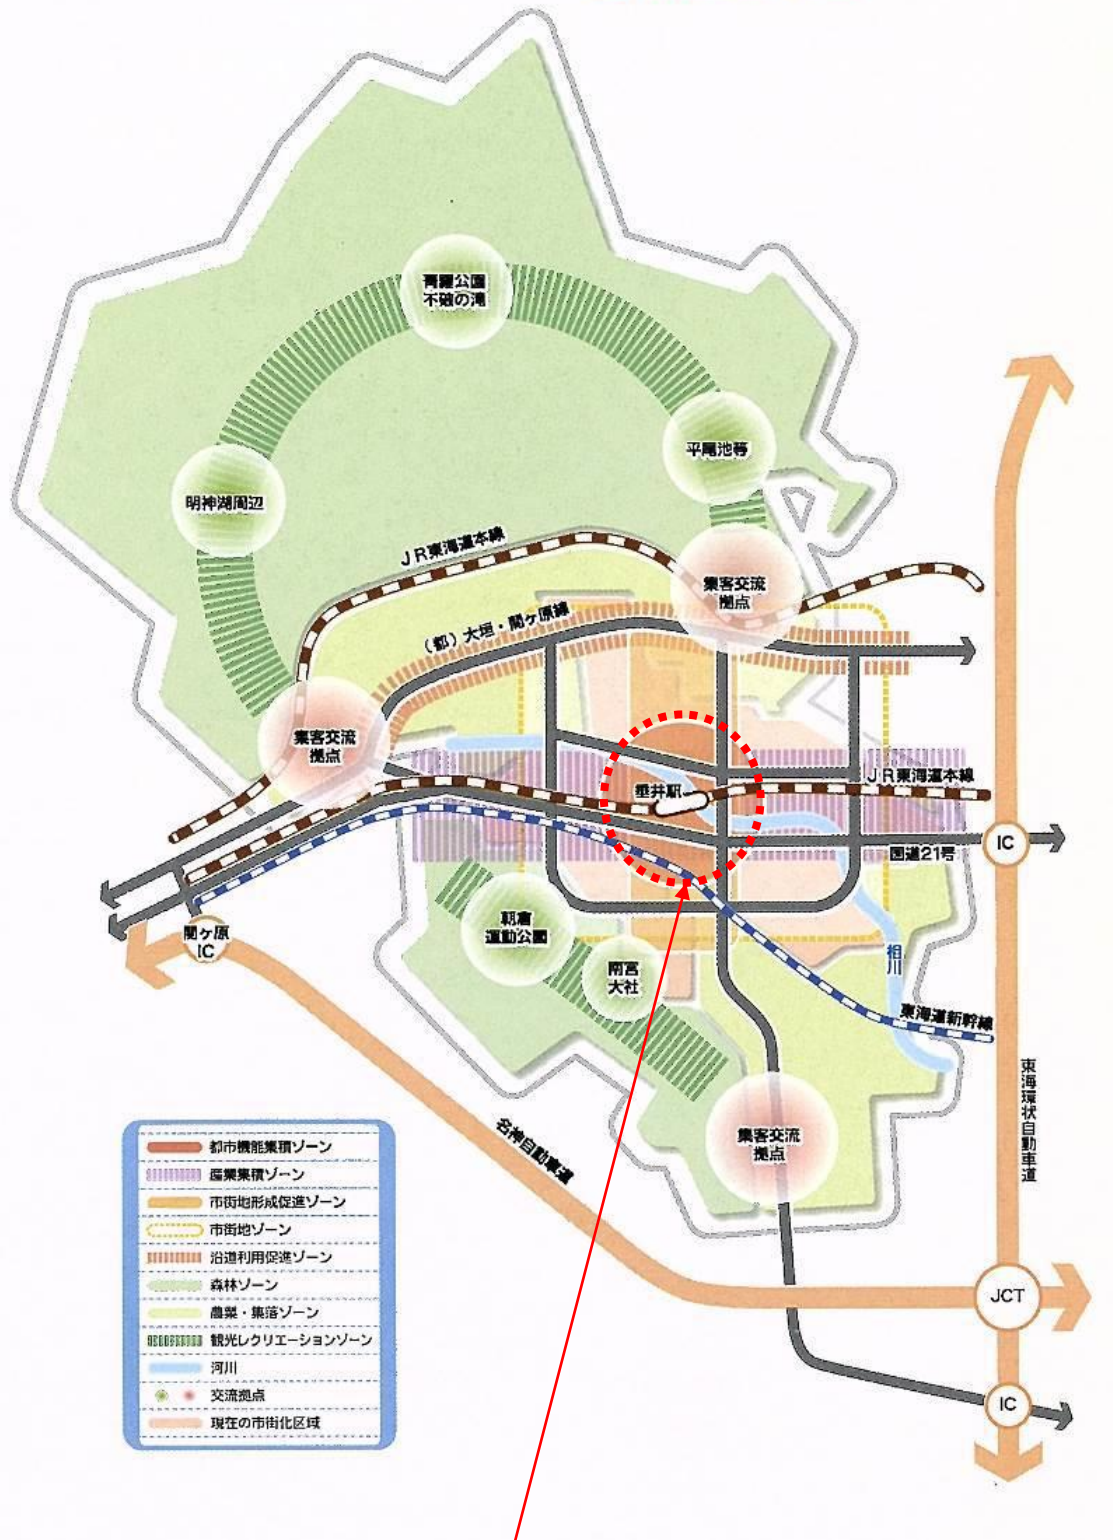 青龍公園
不破の滝
平尾池等
明神湖周辺
JR東海道本線
集客交流
拠点
(都)大垣・関ヶ原線
集客交流
拠点
垂井駅
JR東海道本線
国道21号
IC
関ヶ原
IC
朝倉
運動公園
南宮
大社
相川
東海道新幹線
東海環状自動車道
集客交流
拠点
名神自動車道
都市機能集積ゾーン
産業集積ゾーン
市街地形成促進ゾーン
市街地ゾーン
沿道利用促進ゾーン
森林ゾーン
農業・集落ゾーン
観光レクリエーションゾーン
河川
交流拠点
現在の市街化区域
JCT
IC